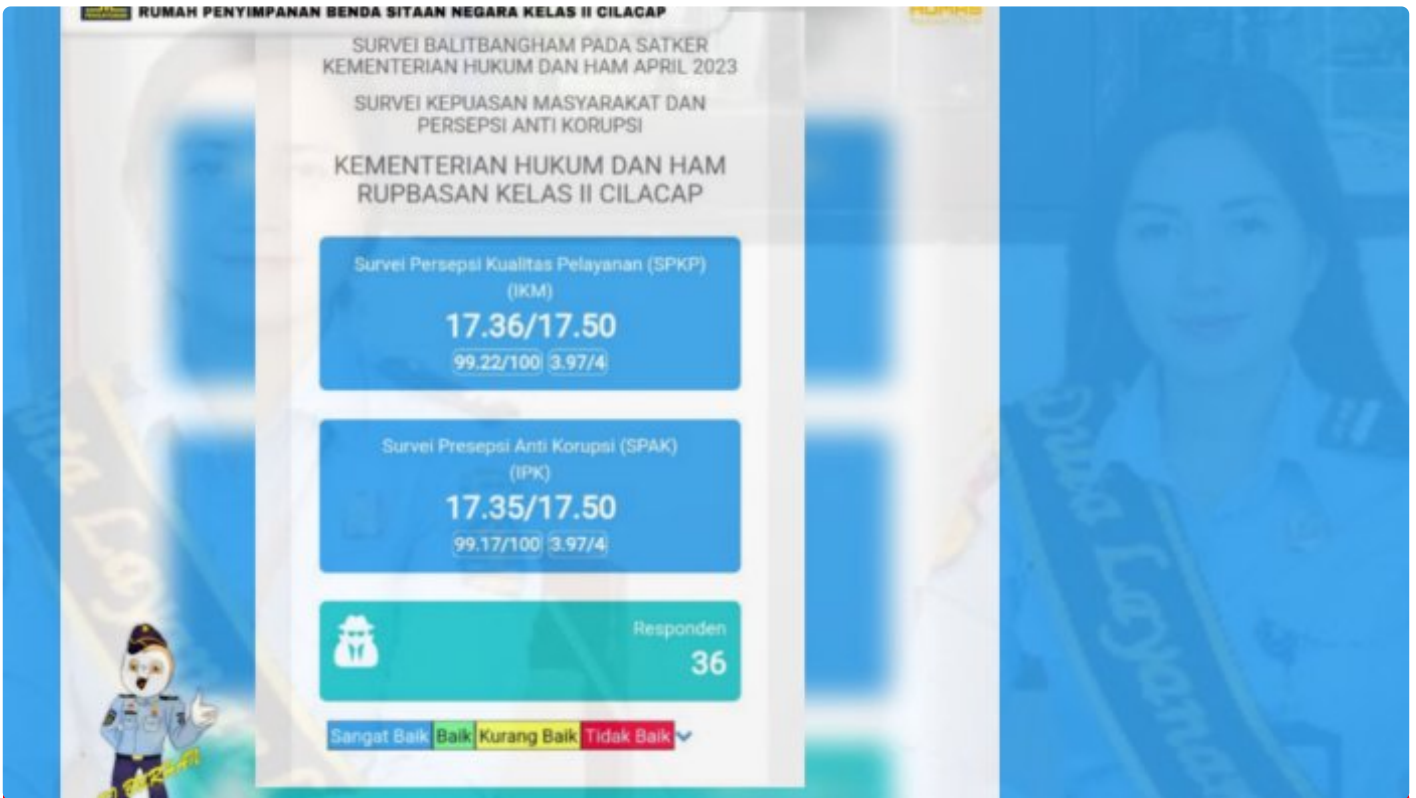 RUMAH PENYIMPANAN BENDA SITAAN NEGARA KELAS II CILACAP
SURVEI BALITBANGHAM PADA SATKER
KEMENTERIAN HUKUM DAN HAM APRIL 2023
SURVEI KEPUASAN MASYARAKAT DAN
PERSEPSI ANTI KORUPSI
KEMENTERIAN HUKUM DAN HAM
RUPBASAN KELAS II CILACAP
Survei Persepsi Kualitas Pelayanan (SPKP)
(IKM)
17.36/17.50
99.22/100 3.97/4
Survei Presepsi Anti Korupsi (SPAK)
(IPK)
17.35/17.50
99.17/100 3.97/4
Responden
36
Sangat Baik Baik Kurang Baik Tidak Baik
Duta Layanan